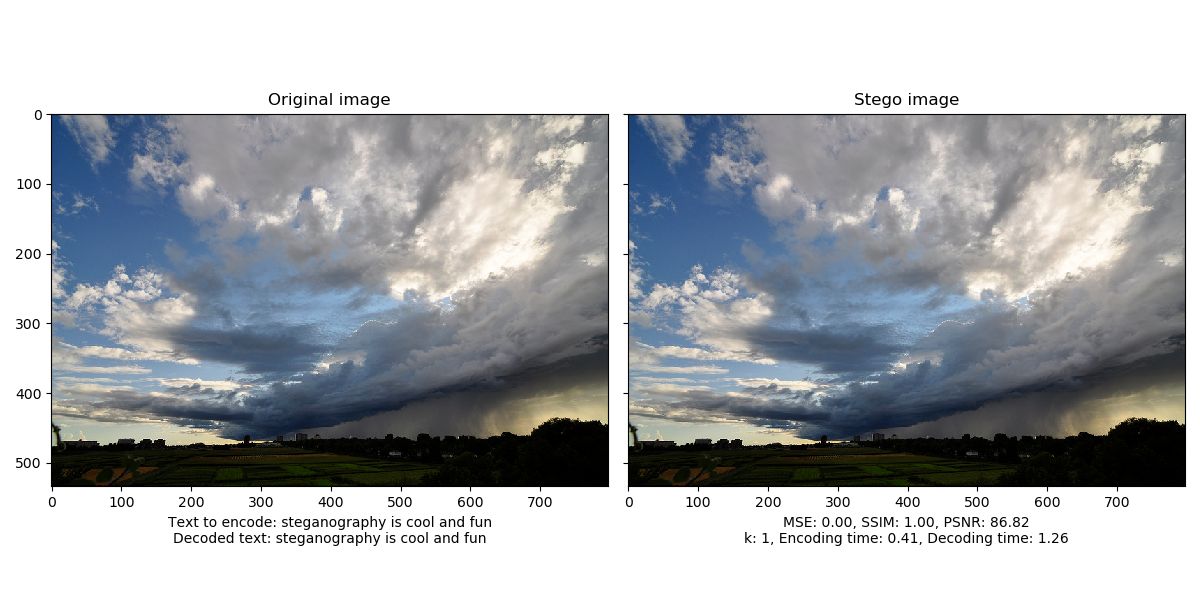 Original image
Stego image
0
100
200
300
400
500
0 100 200 300 400 500 600 700
0 100 200 300 400 500 600 700
Text to encode: steganography is cool and fun
Decoded text: steganography is cool and fun
MSE: 0.00, SSIM: 1.00, PSNR: 86.82
k: 1, Encoding time: 0.41, Decoding time: 1.26